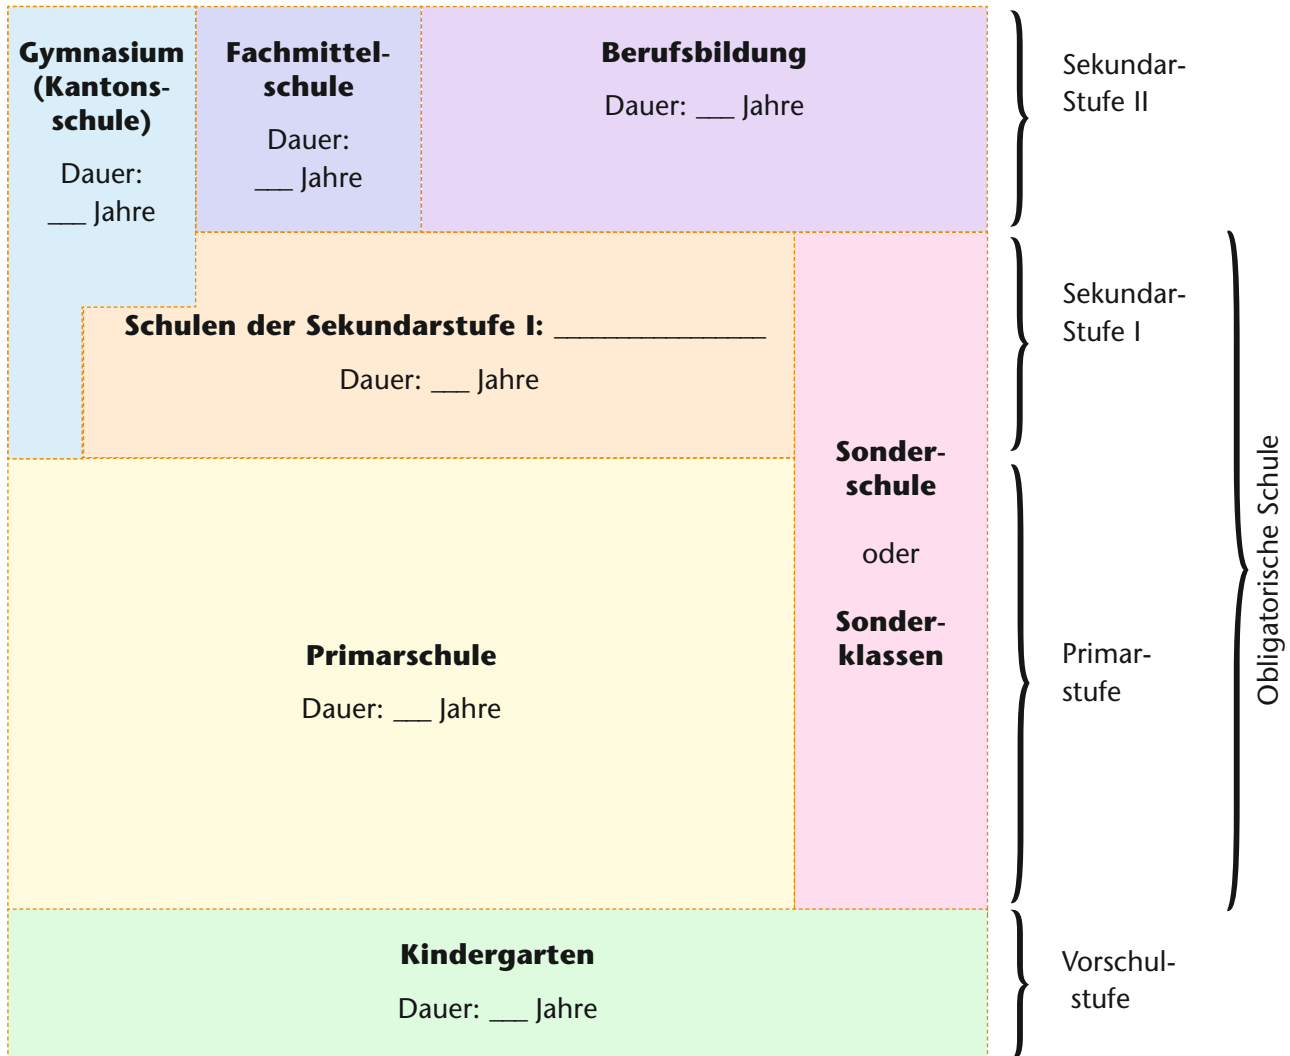 Gymnasium
(Kantons-
schule)
Dauer:
___ Jahre
Fachmittel-
schule
Dauer:
___ Jahre
Berufsbildung
Dauer: ___ Jahre
Sekundar-
Stufe II
Schulen der Sekundarstufe I: _________________
Dauer: ___ Jahre
Sekundar-
Stufe I
Sonder-
schule
oder
Sonder-
klassen
Primarschule
Dauer: ___ Jahre
Primar-
stufe
Obligatorische Schule
Kindergarten
Dauer: ___ Jahre
Vorschul-
stufe